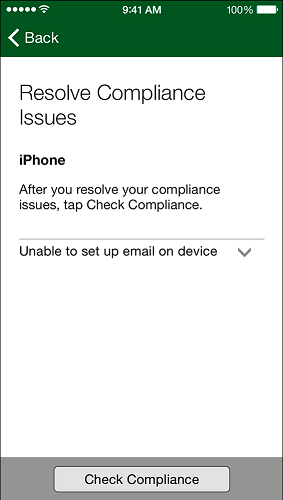 9:41 AM
100%
Back
Resolve Compliance
Issues
iPhone
After you resolve your compliance
issues, tap Check Compliance.
Unable to set up email on device
Check Compliance